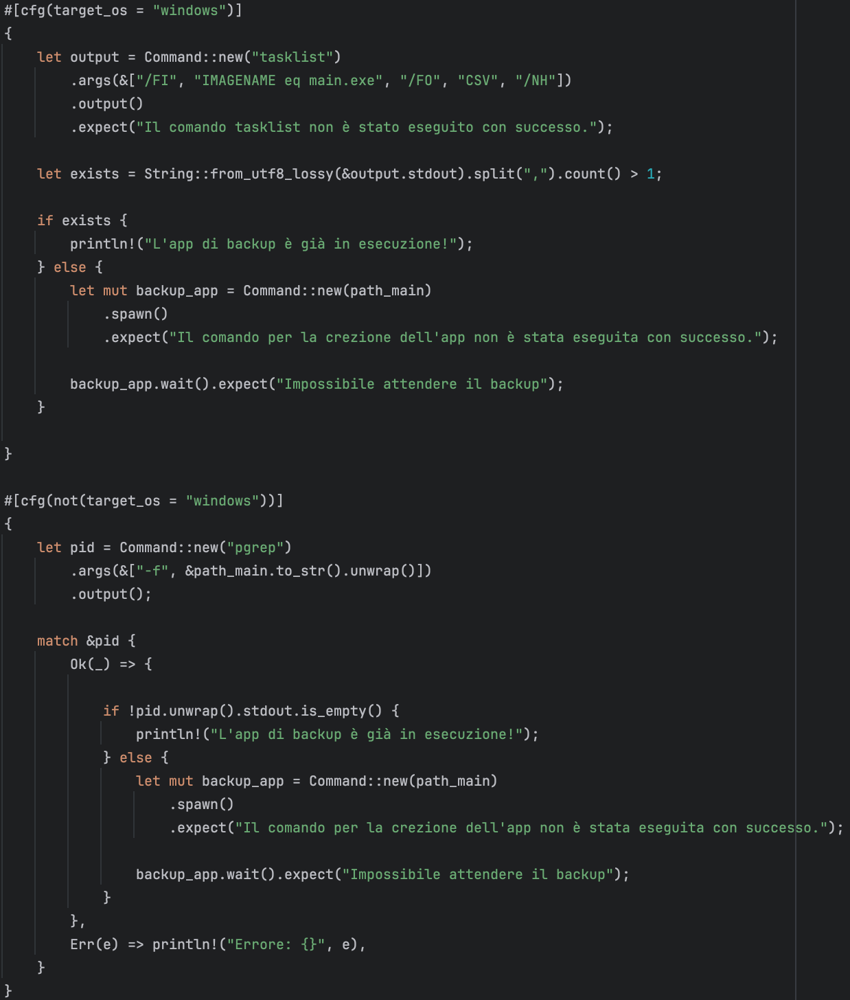 #[cfg(target_os = "windows")]
{
    let output = Command::new("tasklist")
        .args(&["/FI", "IMAGENAME eq main.exe", "/FO", "CSV", "/NH"])
        .output()
        .expect("Il comando tasklist non è stato eseguito con successo.");

    let exists = String::from_utf8_lossy(&output.stdout).split(",").count() > 1;

    if exists {
        println!("L'app di backup è già in esecuzione!");
    } else {
        let mut backup_app = Command::new(path_main)
            .spawn()
            .expect("Il comando per la crezione dell'app non è stata eseguita con successo.");

        backup_app.wait().expect("Impossibile attendere il backup");
    }

}

#[cfg(not(target_os = "windows"))]
{
    let pid = Command::new("pgrep")
        .args(&["-f", &path_main.to_str().unwrap()])
        .output();

    match &pid {
        Ok(_) => {

            if !pid.unwrap().stdout.is_empty() {
                println!("L'app di backup è già in esecuzione!");
            } else {
                let mut backup_app = Command::new(path_main)
                    .spawn()
                    .expect("Il comando per la crezione dell'app non è stata eseguita con successo.");

                backup_app.wait().expect("Impossibile attendere il backup");
            }
        },
        Err(e) => println!("Errore: {}", e),
    }
}